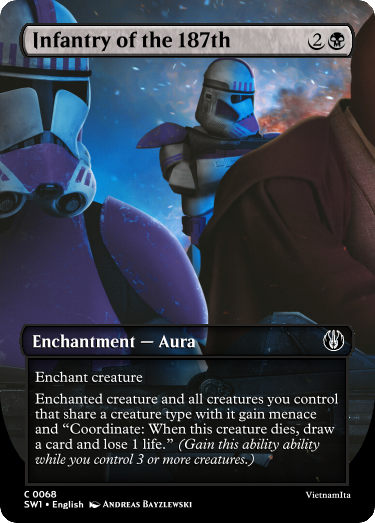 Infantry of the 187th 2
Enchantment — Aura
Enchant creature
Enchanted creature and all creatures you control
that share a creature type with it gain menace
and “Coordinate: When this creature dies, draw
a card and lose 1 life.” (Gain this ability ability
while you control 3 or more creatures.)
C 0068
SW1 • English ANDREAS BAYZLEWSKI
VietnamIta